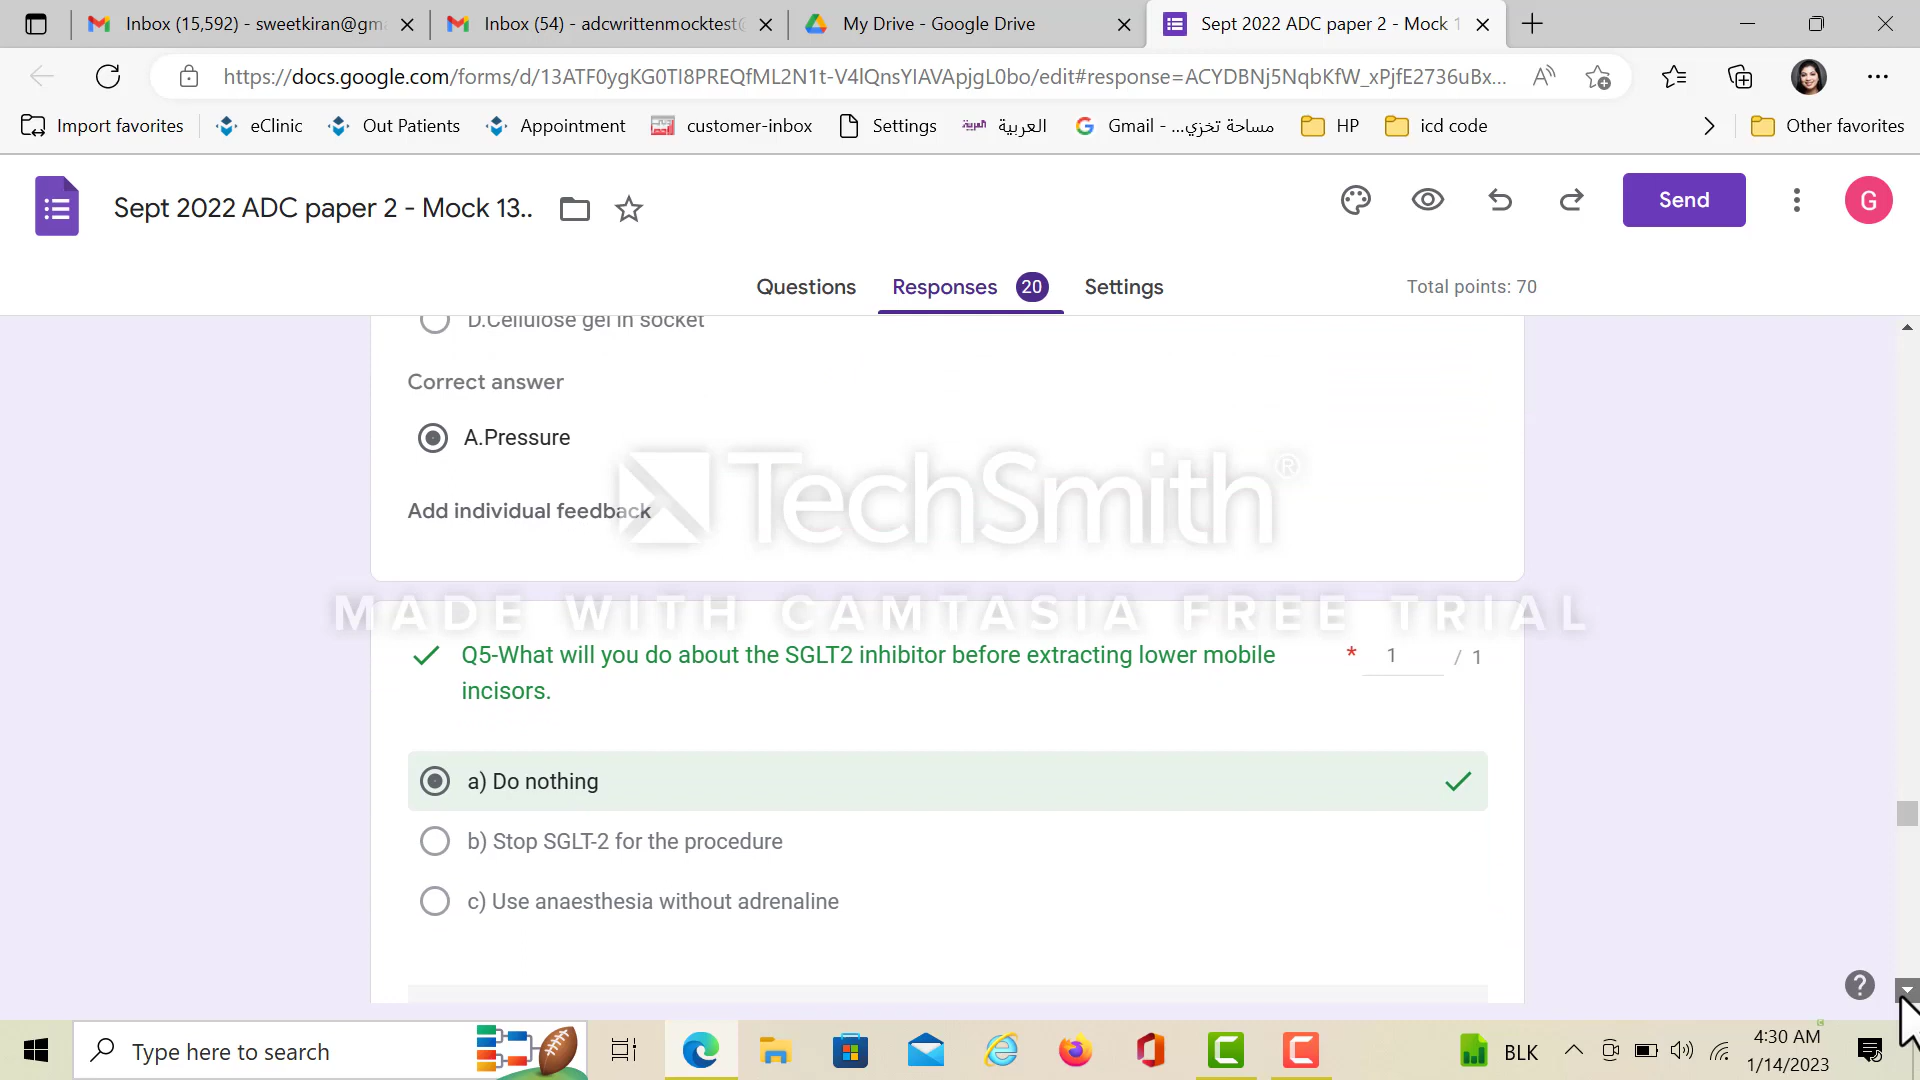 Inbox (15,592) - sweetkiran@gma
Inbox (54) - adcwrittenmocktest@
My Drive - Google Drive
Sept 2022 ADC paper 2 - Mock 1
https://docs.google.com/forms/d/13ATF0ygKG0TI8PREQfML2N1t-V4lQnsYIAVApjgL0bo/edit#response=ACYDBNj5NqbKfW_xPjfE2736uBx...
Import favorites
eClinic
Out Patients
Appointment
customer-inbox
Settings
العربية
Gmail - مساحة تخزي...
HP
icd code
Other favorites
Sept 2022 ADC paper 2 - Mock 13..
Send
G
Questions
Responses 20
Settings
Total points: 70
D.Cellulose gel in socket
Correct answer
A.Pressure
Add individual feedback
TechSmith®
MADE WITH CAMTASIA FREE TRIAL
Q5-What will you do about the SGLT2 inhibitor before extracting lower mobile * 1 / 1
incisors.
a) Do nothing
b) Stop SGLT-2 for the procedure
c) Use anaesthesia without adrenaline
Type here to search
BLK
4:30 AM
1/14/2023